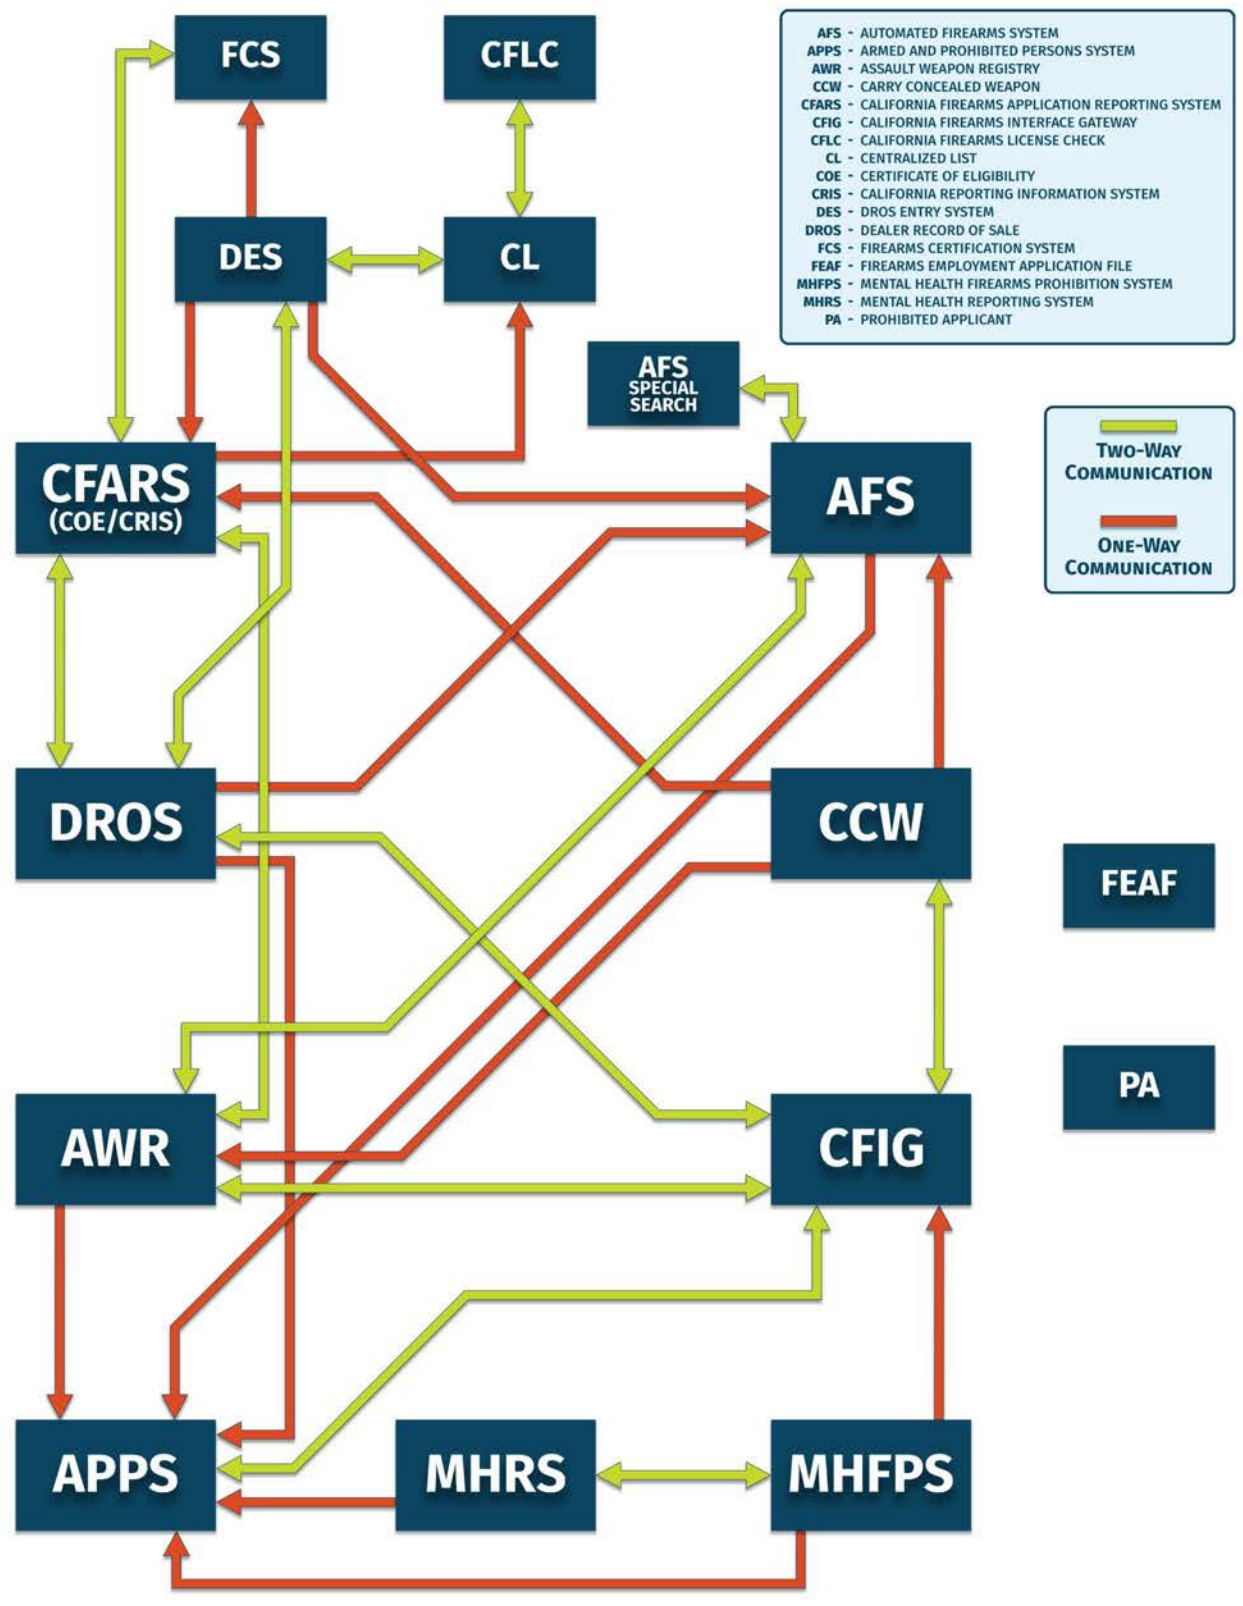 FCS
CFLC
AFS - AUTOMATED FIREARMS SYSTEM
APPS - ARMED AND PROHIBITED PERSONS SYSTEM
AWR - ASSAULT WEAPON REGISTRY
CCW - CARRY CONCEALED WEAPON
CFARS - CALIFORNIA FIREARMS APPLICATION REPORTING SYSTEM
CFIG - CALIFORNIA FIREARMS INTERFACE GATEWAY
CFLC - CALIFORNIA FIREARMS LICENSE CHECK
CL - CENTRALIZED LIST
COE - CERTIFICATE OF ELIGIBILITY
CRIS - CALIFORNIA REPORTING INFORMATION SYSTEM
DES - DROS ENTRY SYSTEM
DROS - DEALER RECORD OF SALE
FCS - FIREARMS CERTIFICATION SYSTEM
FEAF - FIREARMS EMPLOYMENT APPLICATION FILE
MHFPS - MENTAL HEALTH FIREARMS PROHIBITION SYSTEM
MHRS - MENTAL HEALTH REPORTING SYSTEM
PA - PROHIBITED APPLICANT
DES
CL
AFS
SPECIAL
SEARCH
TWO-WAY
COMMUNICATION
ONE-WAY
COMMUNICATION
CFARS
(COE/CRIS)
AFS
DROS
CCW
FEAF
PA
AWR
CFIG
APPS
MHRS
MHFPS